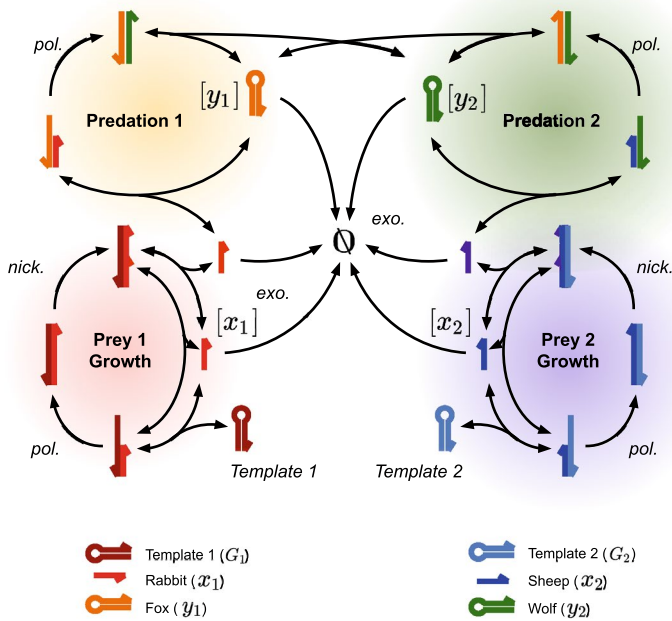 pol.
pol.
[y₁]
[y₂]
Predation 1
Predation 2
exo.
∅
nick.
nick.
exo.
[x₁]
[x₂]
Prey 1
Growth
Prey 2
Growth
pol.
pol.
Template 1
Template 2
Template 1 (G₁)
Rabbit (x₁)
Fox ( y₁)
Template 2 ( G₂)
Sheep ( x₂)
Wolf ( y₂)